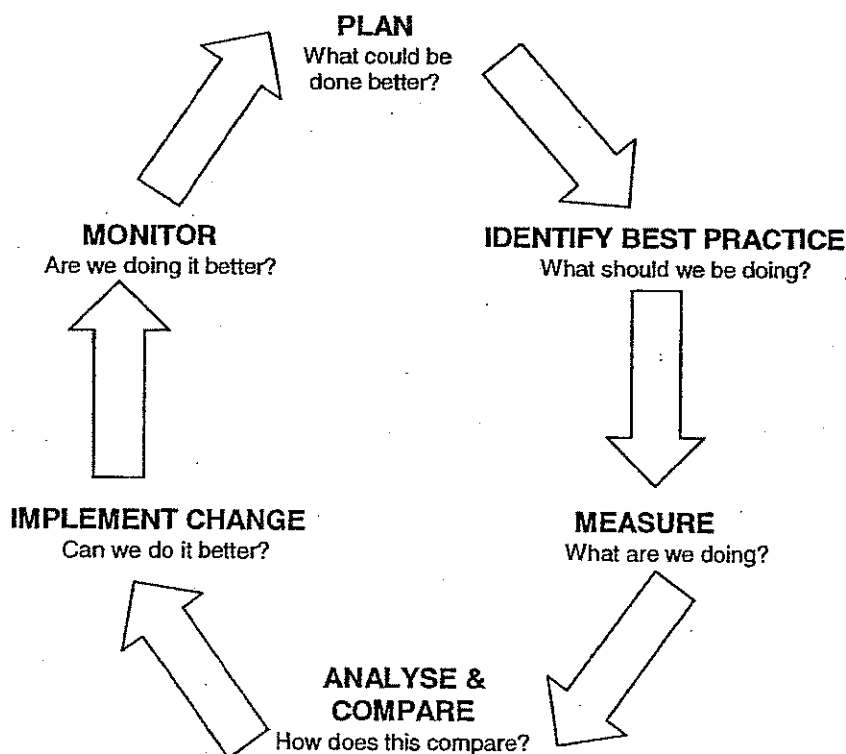 PLAN
What could be
done better?
IDENTIFY BEST PRACTICE
What should we be doing?
MEASURE
What are we doing?
ANALYSE &
COMPARE
How does this compare?
IMPLEMENT CHANGE
Can we do it better?
MONITOR
Are we doing it better?